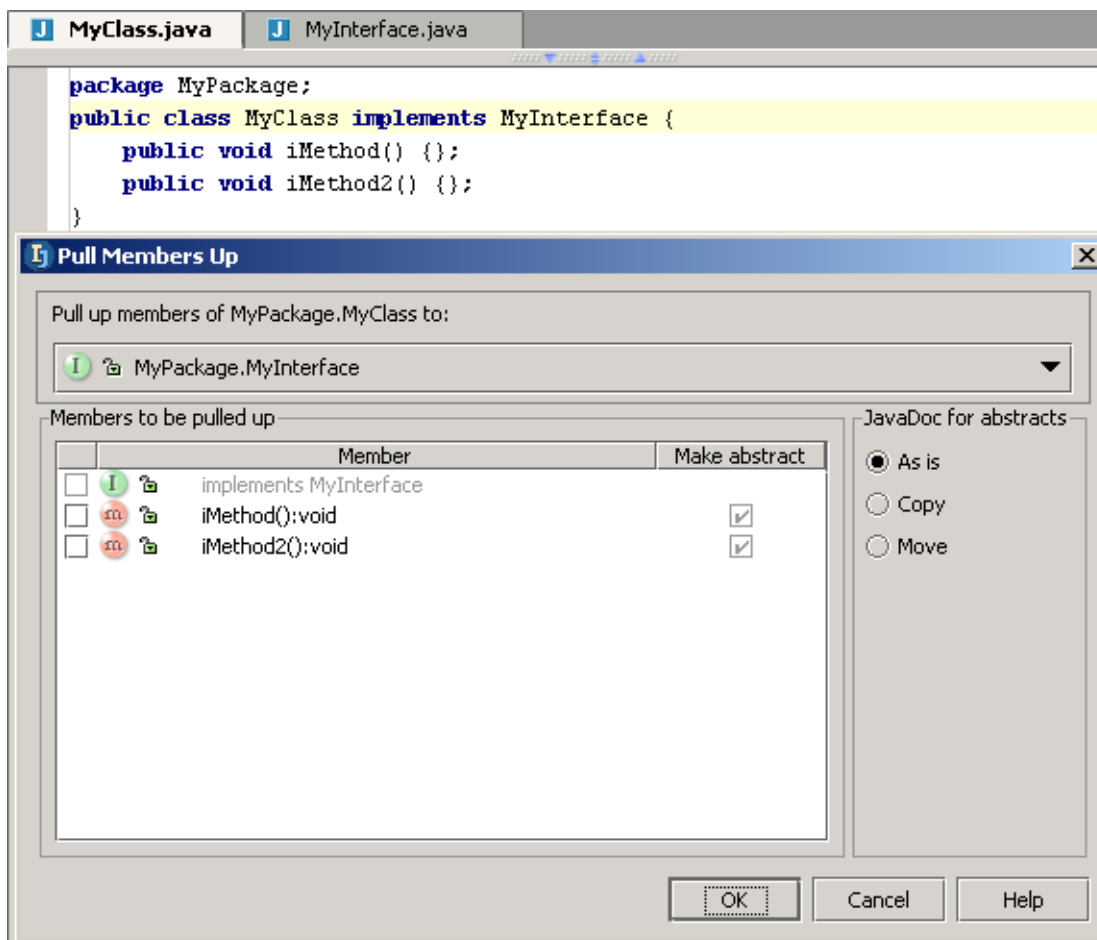 MyClass.java MyInterface.java
package MyPackage;
public class MyClass implements MyInterface {
public void iMethod() {};
public void iMethod2() {};
}
Pull Members Up
Pull up members of MyPackage.MyClass to:
MyPackage.MyInterface
Members to be pulled up
JavaDoc for abstracts
Member Make abstract
implements MyInterface
iMethod():void
iMethod2():void
As is
Copy
Move
OK Cancel Help